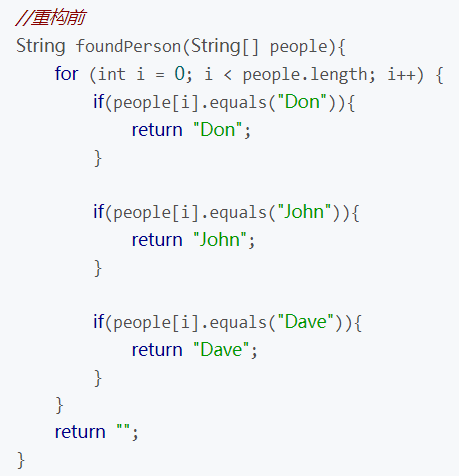 //重构前
String foundPerson(String[] people){
    for (int i = 0; i < people.length; i++) {
        if(people[i].equals("Don")){
            return "Don";
        }

        if(people[i].equals("John")){
            return "John";
        }

        if(people[i].equals("Dave")){
            return "Dave";
        }
    }
    return "";
}